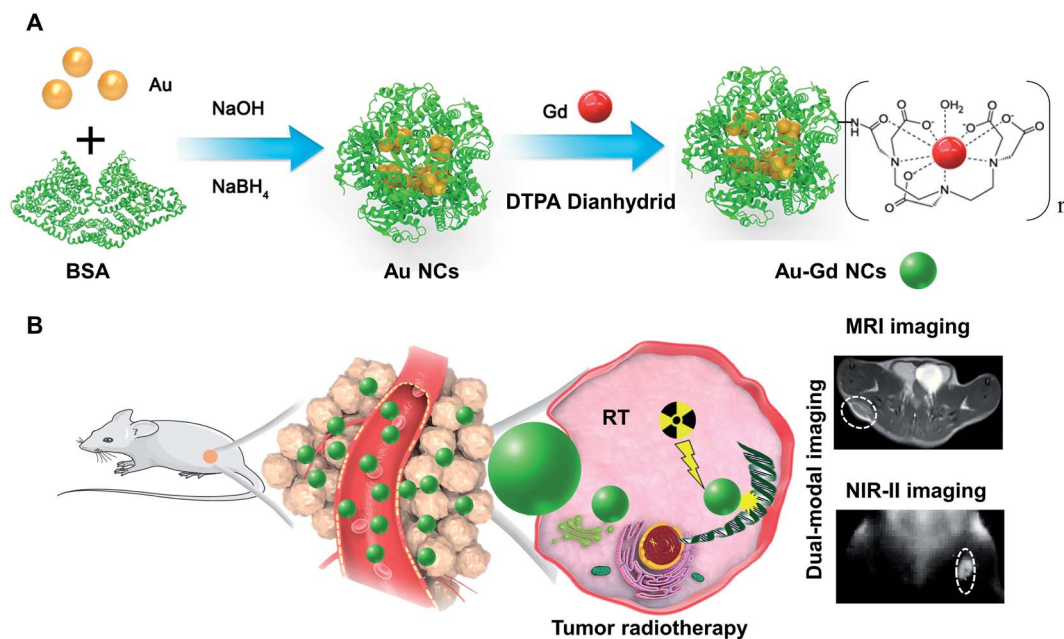 A
Au
NaOH
NaBH4
BSA
Au NCs
Gd
DTPA Dianhydrid
N
H
O
O
O-
OH2
-O
O
O-
O
N
N
N
O-
O
n
Au-Gd NCs
B
RT
Tumor radiotherapy
Dual-modal imaging
MRI imaging
NIR-II imaging